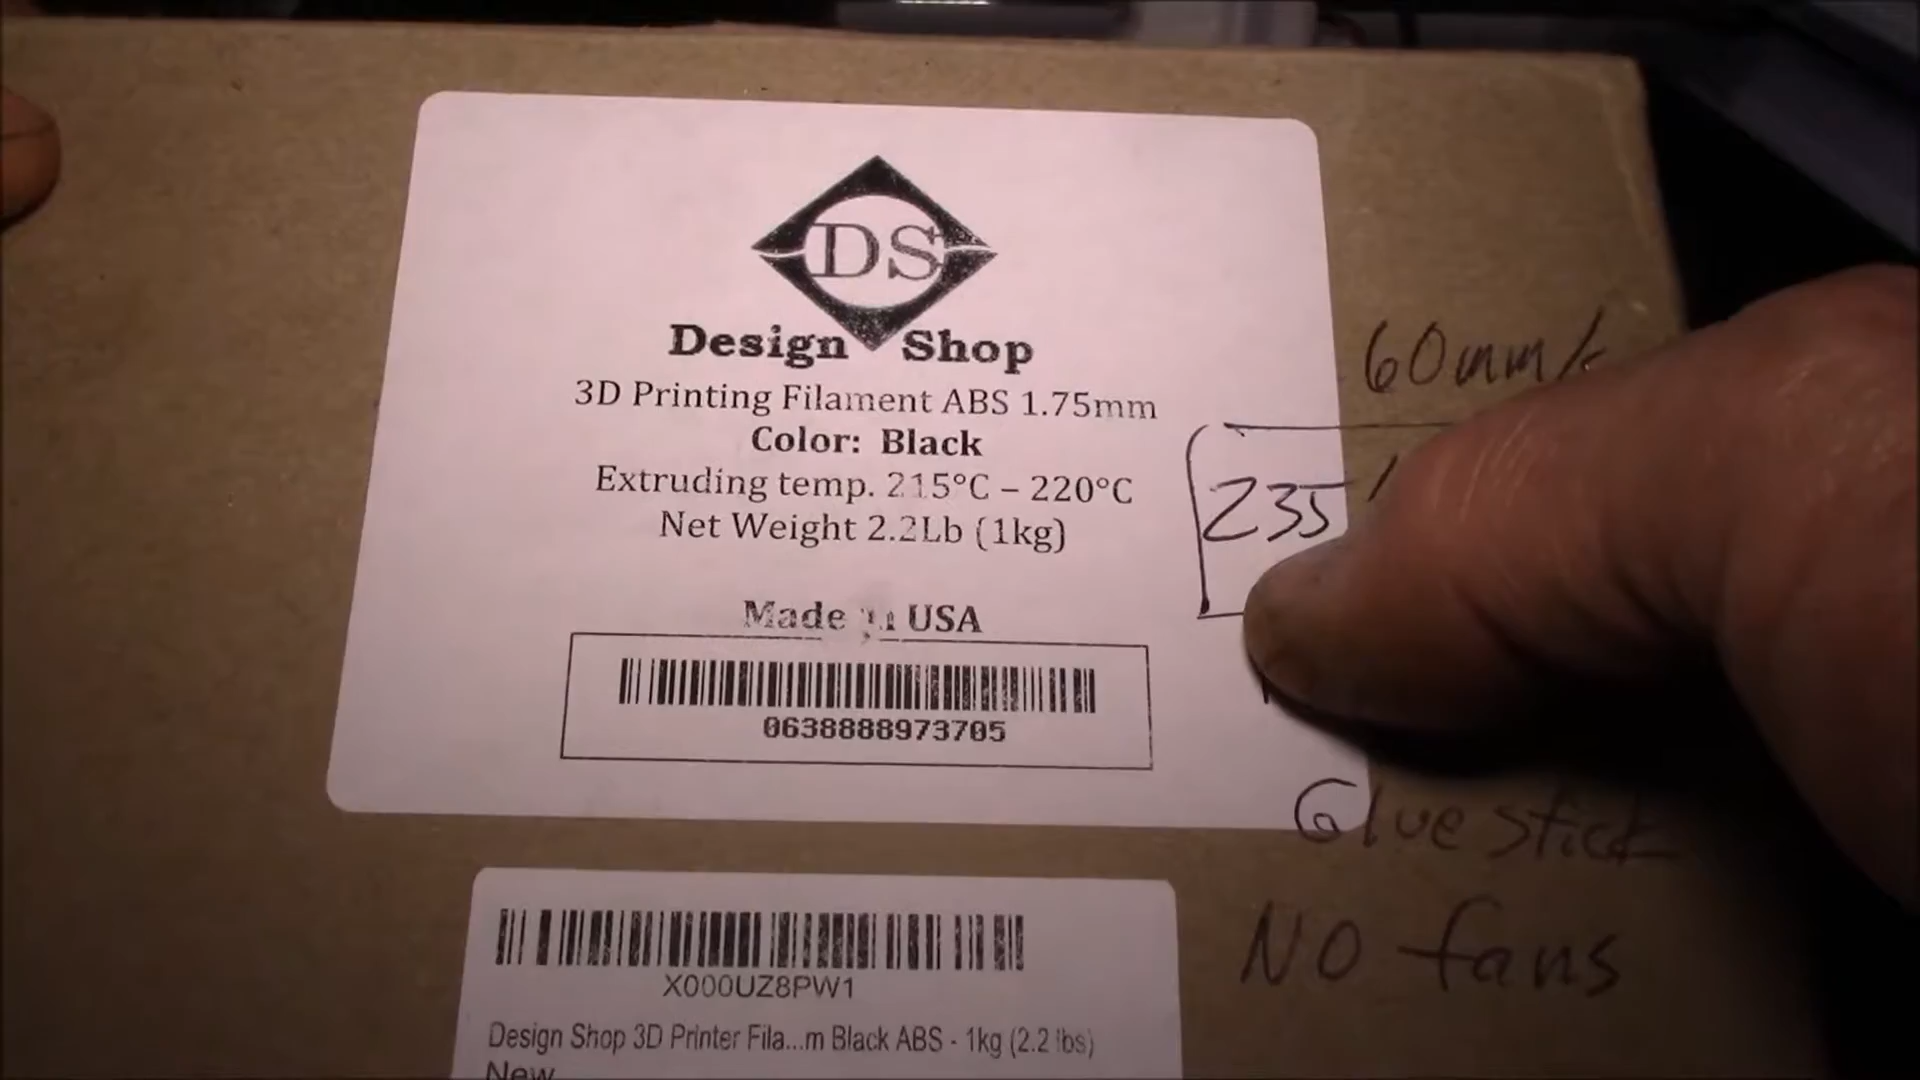 DS
Design Shop
3D Printing Filament ABS 1.75mm
Color: Black
Extruding temp. 215°C – 220°C
Net Weight 2.2Lb (1kg)
Made in USA
0638888973705
X000UZ8PW1
Design Shop 3D Printer Fila...m Black ABS - 1kg (2.2 lbs)
New
60mm/
235
Glue stick
NO fans